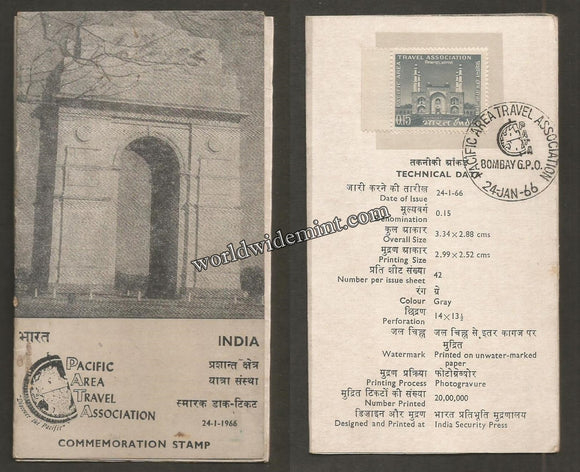 भारत
INDIA
PACIFIC
AREA
TRAVEL
ASSOCIATION
प्रशान्त क्षेत्र
यात्रा संस्था
स्मारक डाक-टिकट
24-1-1966
COMMEMORATION STAMP
TRAVEL ASSOCIATION
PACIFIC AREA
0.15
भारत
PACIFIC AREA TRAVEL ASSOCIATION
BOMBAY G.P.O.
24-JAN-66
तकनीकी आंकड़े
TECHNICAL DATA
जारी करने की तारीख
Date of Issue 24-1-66
मूल्यवर्ग
Denomination 0.15
कुल आकार
Overall Size 3.34×2.88 cms
मुद्रण आकार
Printing Size 2.99×2.52 cms
प्रति शीट संख्या
Number per issue sheet 42
रंग ग्रे
Colour Gray
छिद्रण
Perforation 14×13½
जल चिह्न जल चिह्न से इतर कागज पर
मुद्रित
Watermark Printed on unwater-marked
paper
मुद्रण प्रक्रिया फोटोग्रेव्योर
Printing Process Photogravure
मुद्रित टिकटों की संख्या
Number Printed 20,00,000
डिजाइन और मुद्रण भारत प्रतिभूति मुद्रणालय
Designed and Printed at India Security Press
worldwidemint.com